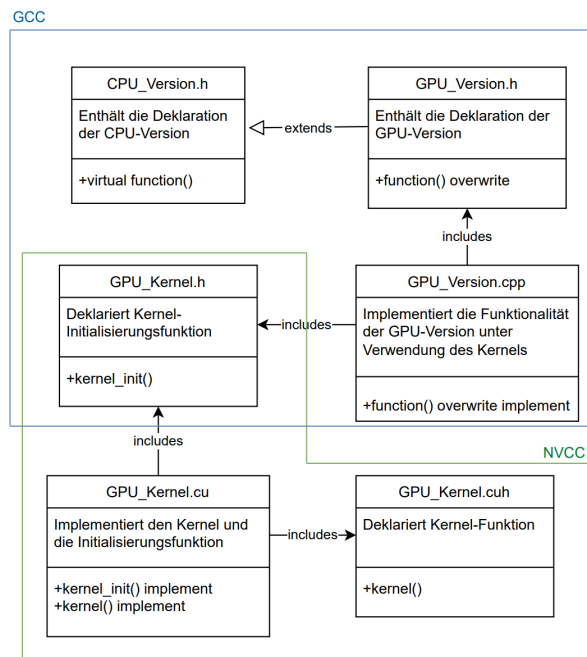 GCC
CPU_Version.h
Enthält die Deklaration
der CPU-Version
+virtual function()
extends
GPU_Version.h
Enthält die Deklaration der
GPU-Version
+function() overwrite
includes
GPU_Kernel.h
Deklariert Kernel-
Initialisierungsfunktion
+kernel_init()
includes
GPU_Version.cpp
Implementiert die Funktionalität
der GPU-Version unter
Verwendung des Kernels
+function() overwrite implement
includes
NVCC
GPU_Kernel.cu
Implementiert den Kernel und
die Initialisierungsfunktion
+kernel_init() implement
+kernel() implement
includes
GPU_Kernel.cuh
Deklariert Kernel-Funktion
+kernel()